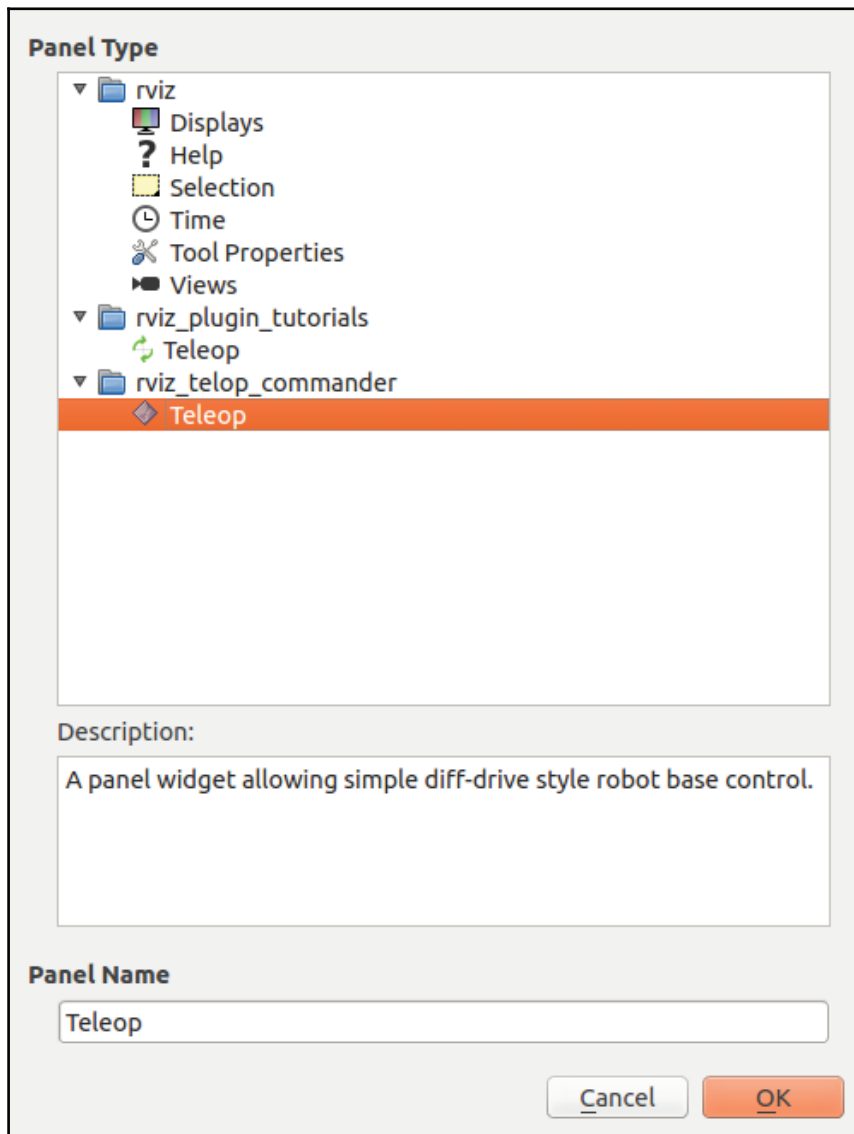 Panel Type
rviz
Displays
Help
Selection
Time
Tool Properties
Views
rviz_plugin_tutorials
Teleop
rviz_telop_commander
Teleop
Description:
A panel widget allowing simple diff-drive style robot base control.
Panel Name
Teleop
Cancel OK